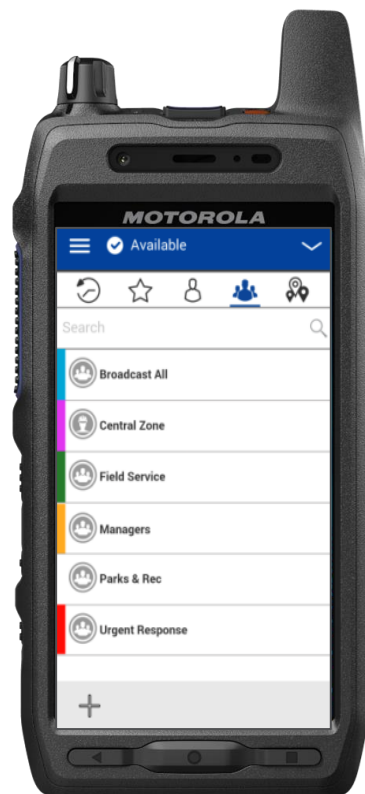 MOTOROLA
Available
Search
Broadcast All
Central Zone
Field Service
Managers
Parks & Rec
Urgent Response